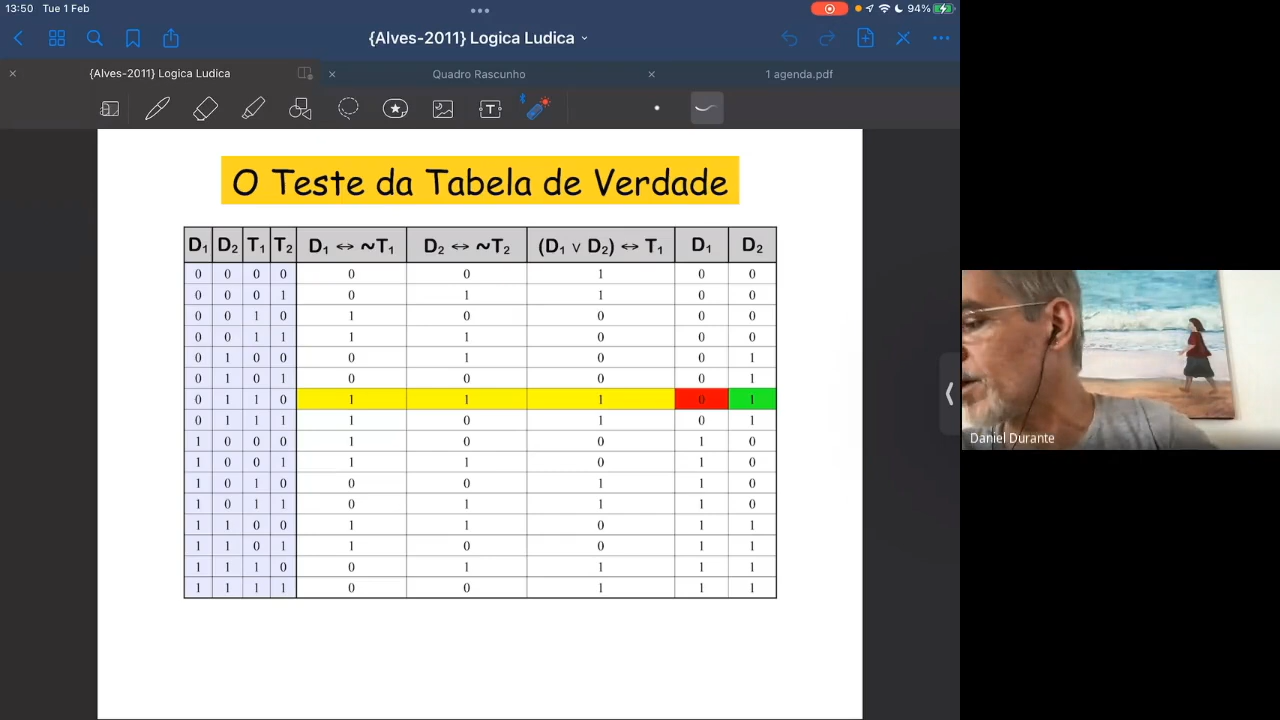 13:50 Tue 1 Feb 94%
{Alves-2011} Logica Ludica
{Alves-2011} Logica Ludica Quadro Rascunho 1 agenda.pdf
T
O Teste da Tabela de Verdade
D₁ D₂ T₁ T₂ D₁ ↔ ~T₁ D₂ ↔ ~T₂ (D₁ ∨ D₂) ↔ T₁ D₁ D₂
0 0 0 0 0 0 1 0 0
0 0 0 1 0 1 1 0 0
0 0 1 0 1 0 0 0 0
0 0 1 1 1 1 0 0 0
0 1 0 0 0 1 0 0 1
0 1 0 1 0 0 0 0 1
0 1 1 0 1 1 1 0 1
0 1 1 1 1 0 1 0 1
1 0 0 0 1 0 0 1 0
1 0 0 1 1 1 0 1 0
1 0 1 0 0 0 1 1 0
1 0 1 1 0 1 1 1 0
1 1 0 0 1 1 0 1 1
1 1 0 1 1 0 0 1 1
1 1 1 0 0 1 1 1 1
1 1 1 1 0 0 1 1 1
Daniel Durante